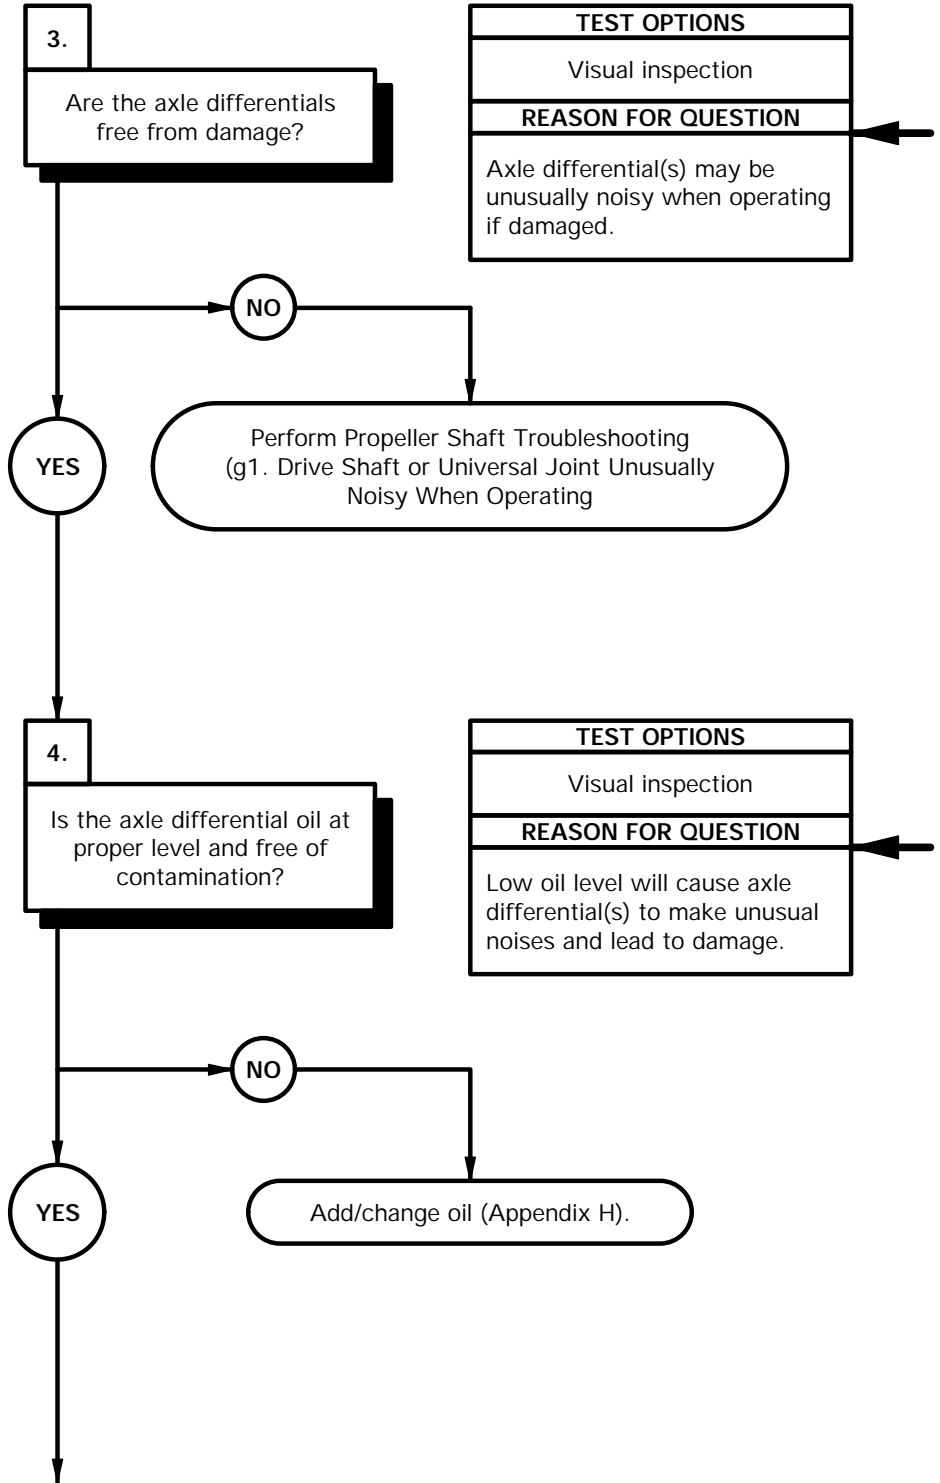 3.
Are the axle differentials
free from damage?
TEST OPTIONS
Visual inspection
REASON FOR QUESTION
Axle differential(s) may be
unusually noisy when operating
if damaged.
NO
YES
Perform Propeller Shaft Troubleshooting
(g1. Drive Shaft or Universal Joint Unusually
Noisy When Operating
4.
Is the axle differential oil at
proper level and free of
contamination?
TEST OPTIONS
Visual inspection
REASON FOR QUESTION
Low oil level will cause axle
differential(s) to make unusual
noises and lead to damage.
NO
YES
Add/change oil (Appendix H).